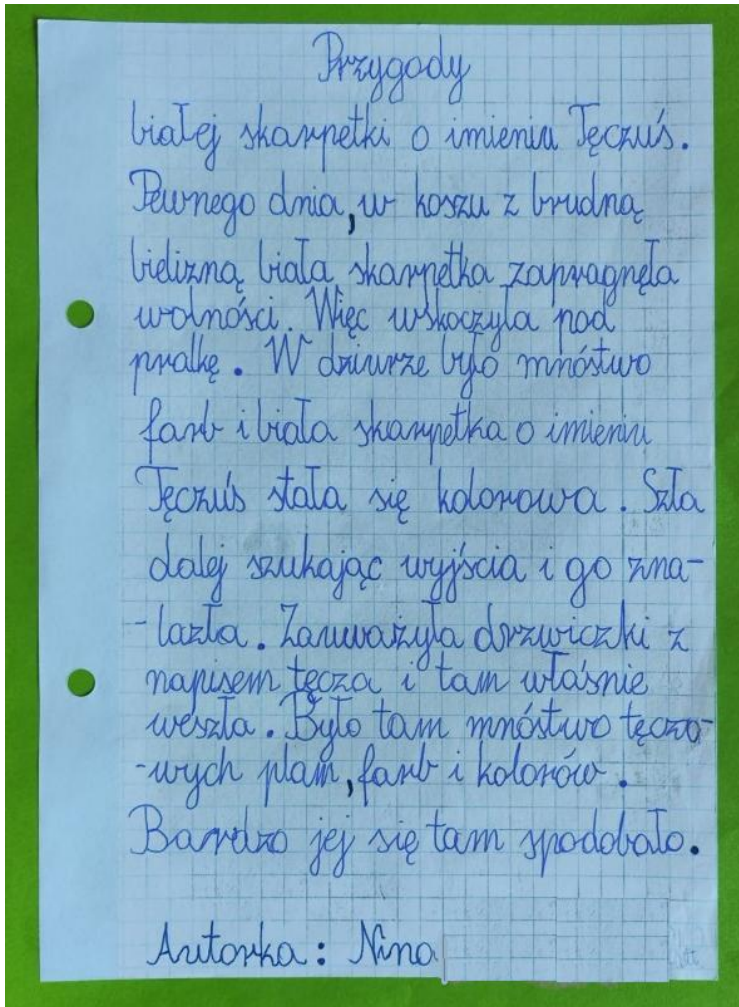 Przygody
białej skarpetki o imieniu Tęczuś.
Pewnego dnia, w koszu z brudną
bielizną biała skarpetka zapragnęła
wolności. Więc wskoczyła pod
pralkę. W dziurze było mnóstwo
farb i biała skarpetka o imieniu
Tęczuś stała się kolorowa. Szła
dalej szukając wyjścia i go zna-
-lazła. Zauważyła drzwiczki z
napisem tęcza i tam właśnie
weszła. Było tam mnóstwo tęczo-
-wych plam, farb i kolorów.
Bardzo jej się tam spodobało.
Autorka: Nina